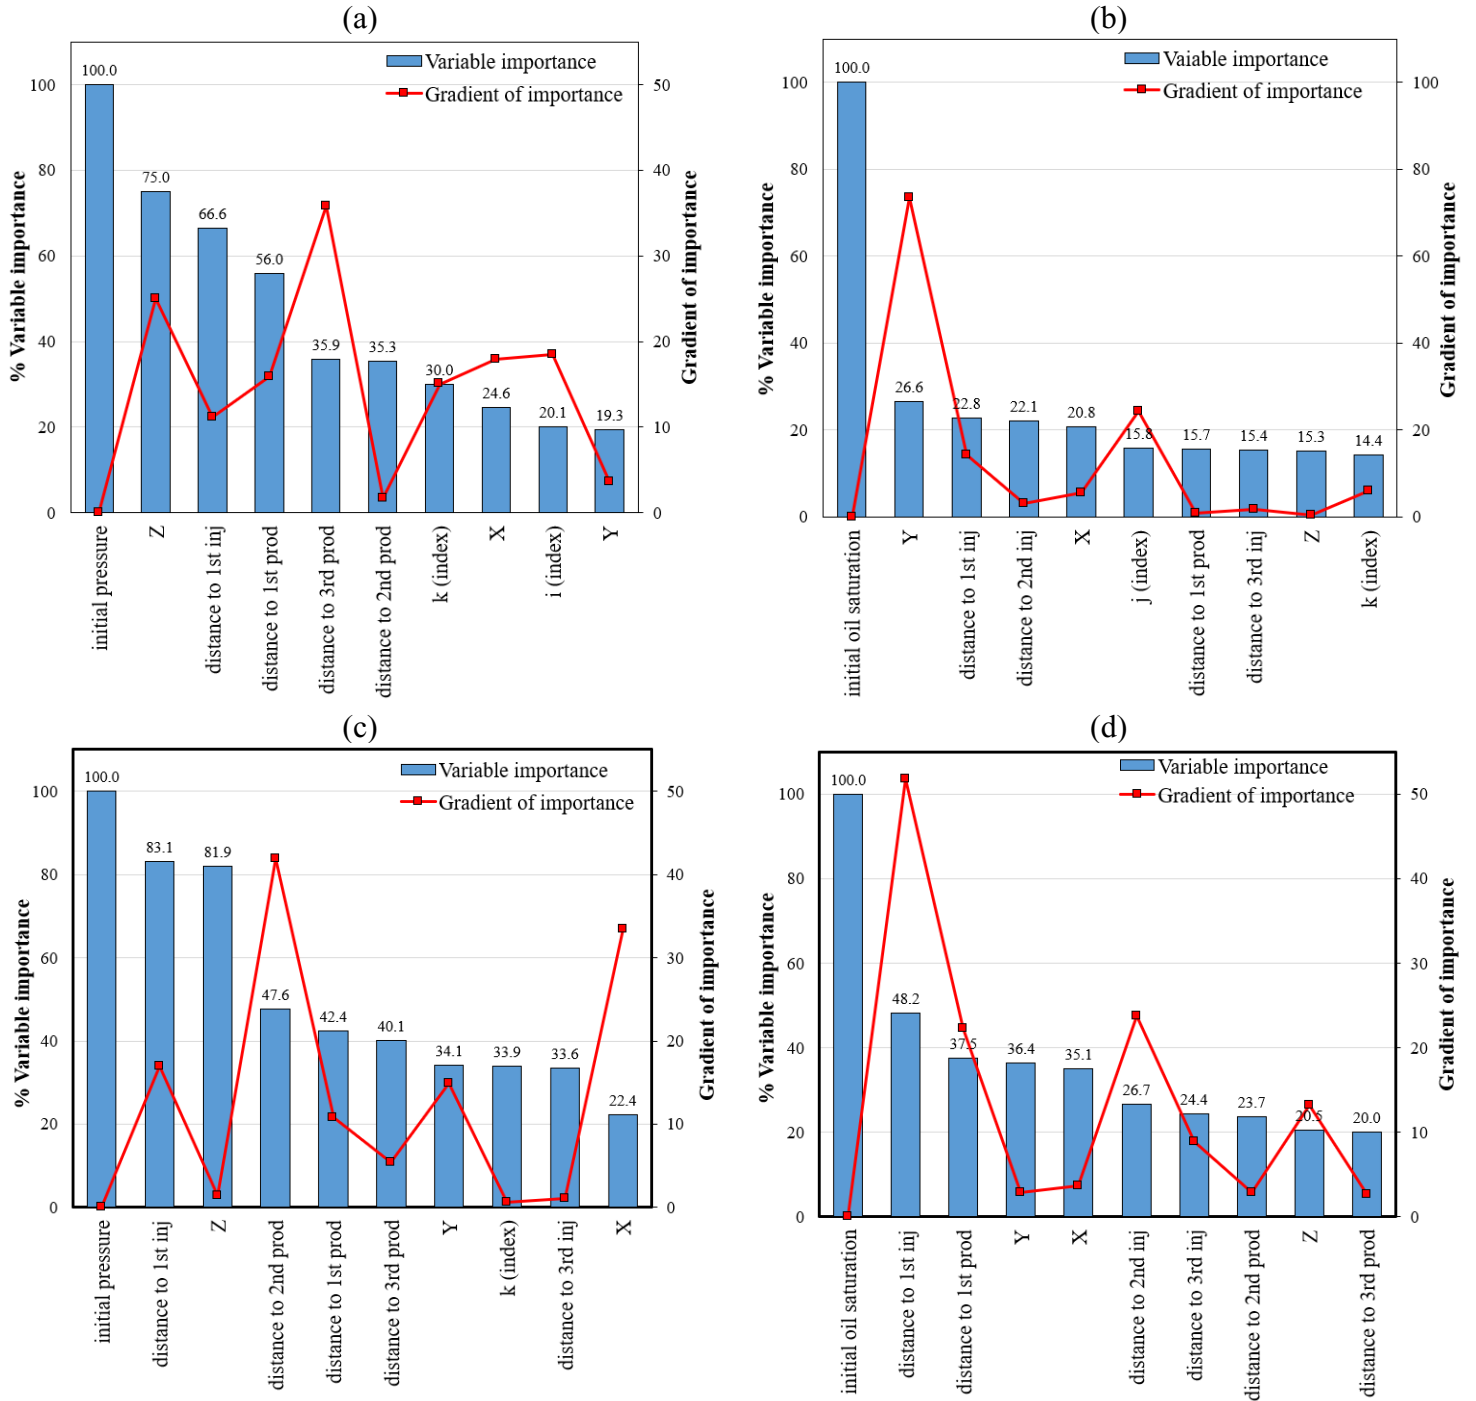 (a)
Variable importance
Gradient of importance
% Variable importance
Gradient of importance
100
80
60
40
20
0
50
40
30
20
10
0
100.0
75.0
66.6
56.0
35.9
35.3
30.0
24.6
20.1
19.3
initial pressure
Z
distance to 1st inj
distance to 1st prod
distance to 3rd prod
distance to 2nd prod
k (index)
X
i (index)
Y
(b)
Vaiable importance
Gradient of importance
% Variable importance
Gradient of importance
100
80
60
40
20
0
100
80
60
40
20
0
100.0
26.6
22.8
22.1
20.8
15.8
15.7
15.4
15.3
14.4
initial oil saturation
Y
distance to 1st inj
distance to 2nd inj
X
j (index)
distance to 1st prod
distance to 3rd inj
Z
k (index)
(c)
Variable importance
Gradient of importance
% Variable importance
Gradient of importance
100
80
60
40
20
0
50
40
30
20
10
0
100.0
83.1
81.9
47.6
42.4
40.1
34.1
33.9
33.6
22.4
initial pressure
distance to 1st inj
Z
distance to 2nd prod
distance to 1st prod
distance to 3rd prod
Y
k (index)
distance to 3rd inj
X
(d)
Variable importance
Gradient of importance
% Variable importance
Gradient of importance
100
80
60
40
20
0
50
40
30
20
10
0
100.0
48.2
37.5
36.4
35.1
26.7
24.4
23.7
20.5
20.0
initial oil saturation
distance to 1st inj
distance to 1st prod
Y
X
distance to 2nd inj
distance to 3rd inj
distance to 2nd prod
Z
distance to 3rd prod